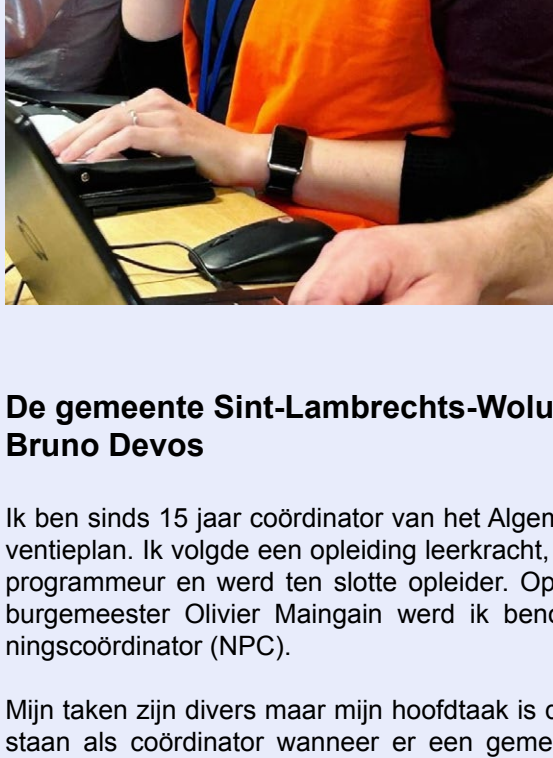 De gemeente Sint-Lambrechts-Wolu
Bruno Devos
Ik ben sinds 15 jaar coördinator van het Algem
ventieplan. Ik volgde een opleiding leerkracht,
programmeur en werd ten slotte opleider. Op
burgemeester Olivier Maingain werd ik beno
ningscoördinator (NPC).
Mijn taken zijn divers maar mijn hoofdtaak is d
staan als coördinator wanneer er een geme